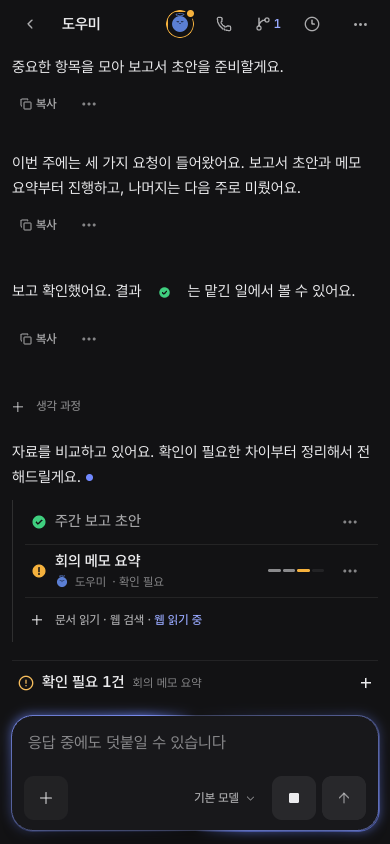 도우미
1
중요한 항목을 모아 보고서 초안을 준비할게요.
복사
이번 주에는 세 가지 요청이 들어왔어요. 보고서 초안과 메모
요약부터 진행하고, 나머지는 다음 주로 미뤘어요.
복사
보고 확인했어요. 결과 는 맡긴 일에서 볼 수 있어요.
복사
생각 과정
자료를 비교하고 있어요. 확인이 필요한 차이부터 정리해서 전
해드릴게요.
주간 보고 초안
회의 메모 요약
도우미 · 확인 필요
문서 읽기 · 웹 검색 · 웹 읽기 중
확인 필요 1건 회의 메모 요약
응답 중에도 덧붙일 수 있습니다
기본 모델